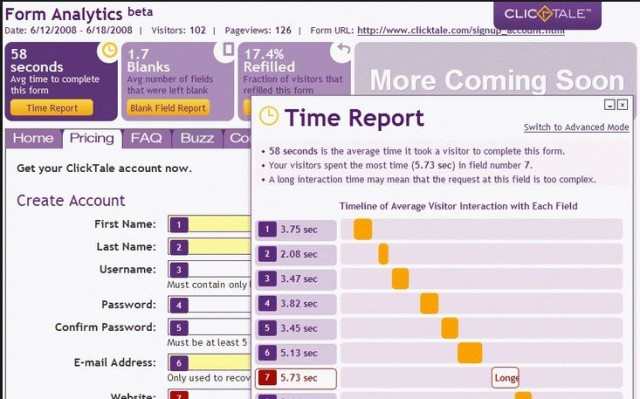 Form Analytics beta
CLICKTALE™
Date: 6/12/2008 - 6/18/2008 | Visitors: 102 | Pageviews: 126 | Form URL: http://www.clicktale.com/signup_account.html
58 seconds
Avg time to complete this form
Time Report
1.7 Blanks
Avg number of fields that were left blank
Blank Field Report
17.4% Refilled
Fraction of visitors that refilled this form
More Coming Soon
Home
Pricing
FAQ
Buzz
Co
Get your ClickTale account now.
Create Account
First Name:
1
Last Name:
2
Username:
3
Must contain only
Password:
4
Confirm Password:
5
Must be at least 5
E-mail Address:
6
Only used to recov
Website:
7
Time Report
Switch to Advanced Mode
• 58 seconds is the average time it took a visitor to complete this form.
• Your visitors spent the most time (5.73 sec) in field number 7.
• A long interaction time may mean that the request at this field is too complex.
Timeline of Average Visitor Interaction with Each Field
1 3.75 sec
2 2.08 sec
3 3.47 sec
4 3.82 sec
5 3.45 sec
6 5.13 sec
7 5.73 sec
Longe